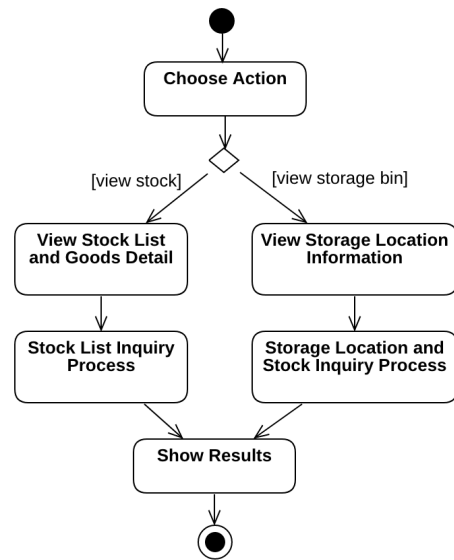 Choose Action
[view stock]
[view storage bin]
View Stock List
and Goods Detail
View Storage Location
Information
Stock List Inquiry
Process
Storage Location and
Stock Inquiry Process
Show Results